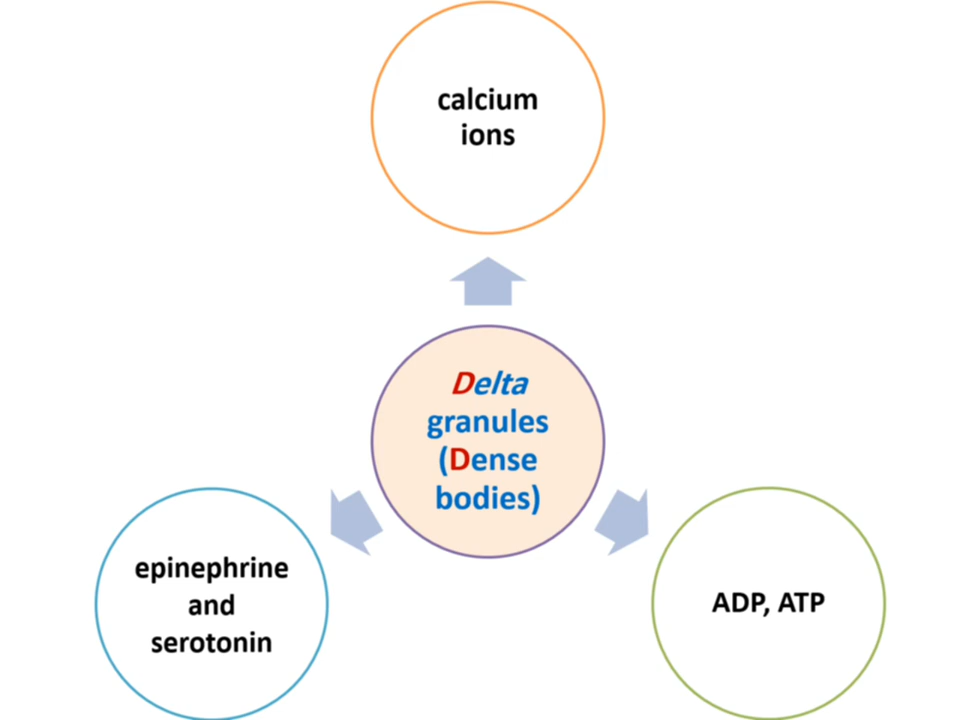 calcium
ions
Delta
granules
(Dense
bodies)
epinephrine
and
serotonin
ADP, ATP